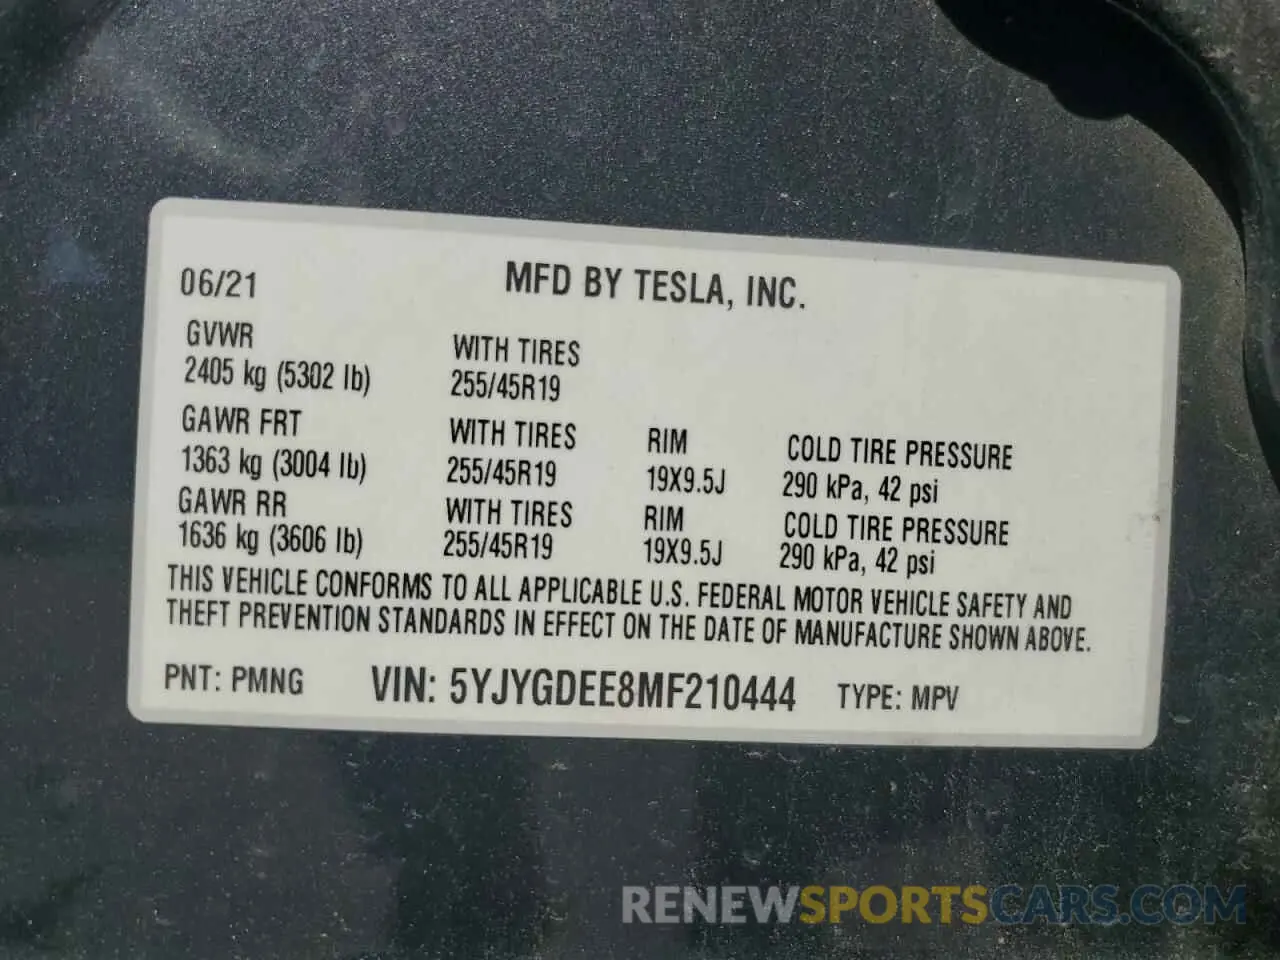 06/21 MFD BY TESLA, INC.
GVWR WITH TIRES
2405 kg (5302 lb) 255/45R19
GAWR FRT WITH TIRES RIM COLD TIRE PRESSURE
1363 kg (3004 lb) 255/45R19 19X9.5J 290 kPa, 42 psi
GAWR RR WITH TIRES RIM COLD TIRE PRESSURE
1636 kg (3606 lb) 255/45R19 19X9.5J 290 kPa, 42 psi
THIS VEHICLE CONFORMS TO ALL APPLICABLE U.S. FEDERAL MOTOR VEHICLE SAFETY AND
THEFT PREVENTION STANDARDS IN EFFECT ON THE DATE OF MANUFACTURE SHOWN ABOVE.
PNT: PMNG VIN: 5YJYGDEE8MF210444 TYPE: MPV
RENEWSPORTSCARS.COM